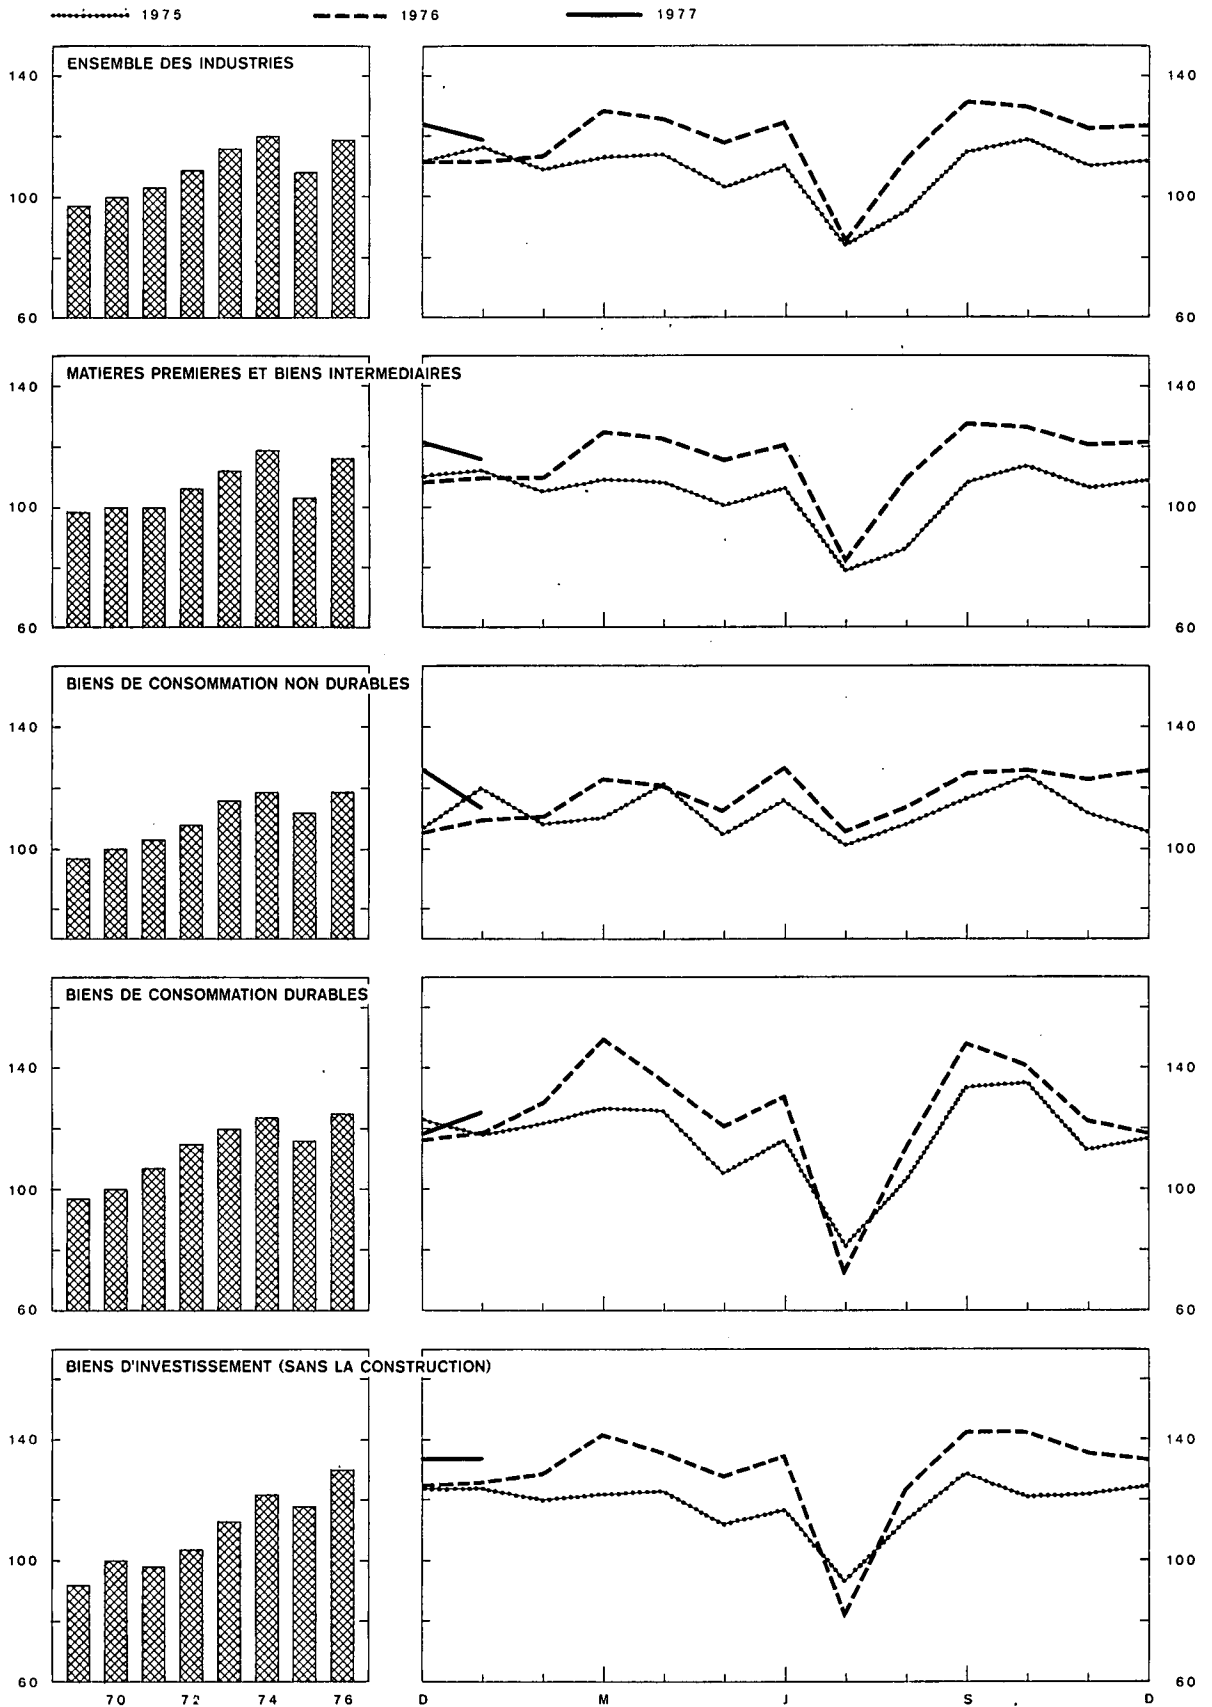 1975 1976 1977
ENSEMBLE DES INDUSTRIES
140 140
100 100
60 60
MATIERES PREMIERES ET BIENS INTERMEDIAIRES
140 140
100 100
60 60
BIENS DE CONSOMMATION NON DURABLES
140 140
100 100
BIENS DE CONSOMMATION DURABLES
140 140
100 100
60 60
BIENS D'INVESTISSEMENT (SANS LA CONSTRUCTION)
140 140
100 100
60 60
70 72 74 76 D M J S D